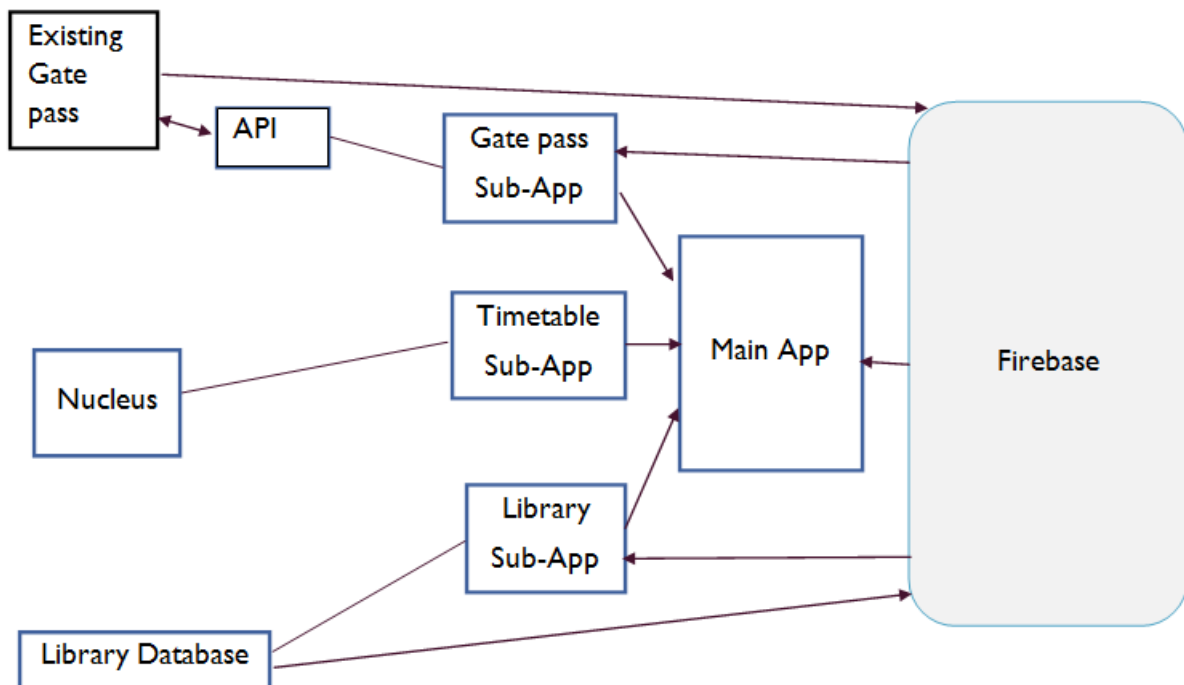 Existing
Gate
pass
API
Gate pass
Sub-App
Timetable
Sub-App
Main App
Firebase
Nucleus
Library
Sub-App
Library Database